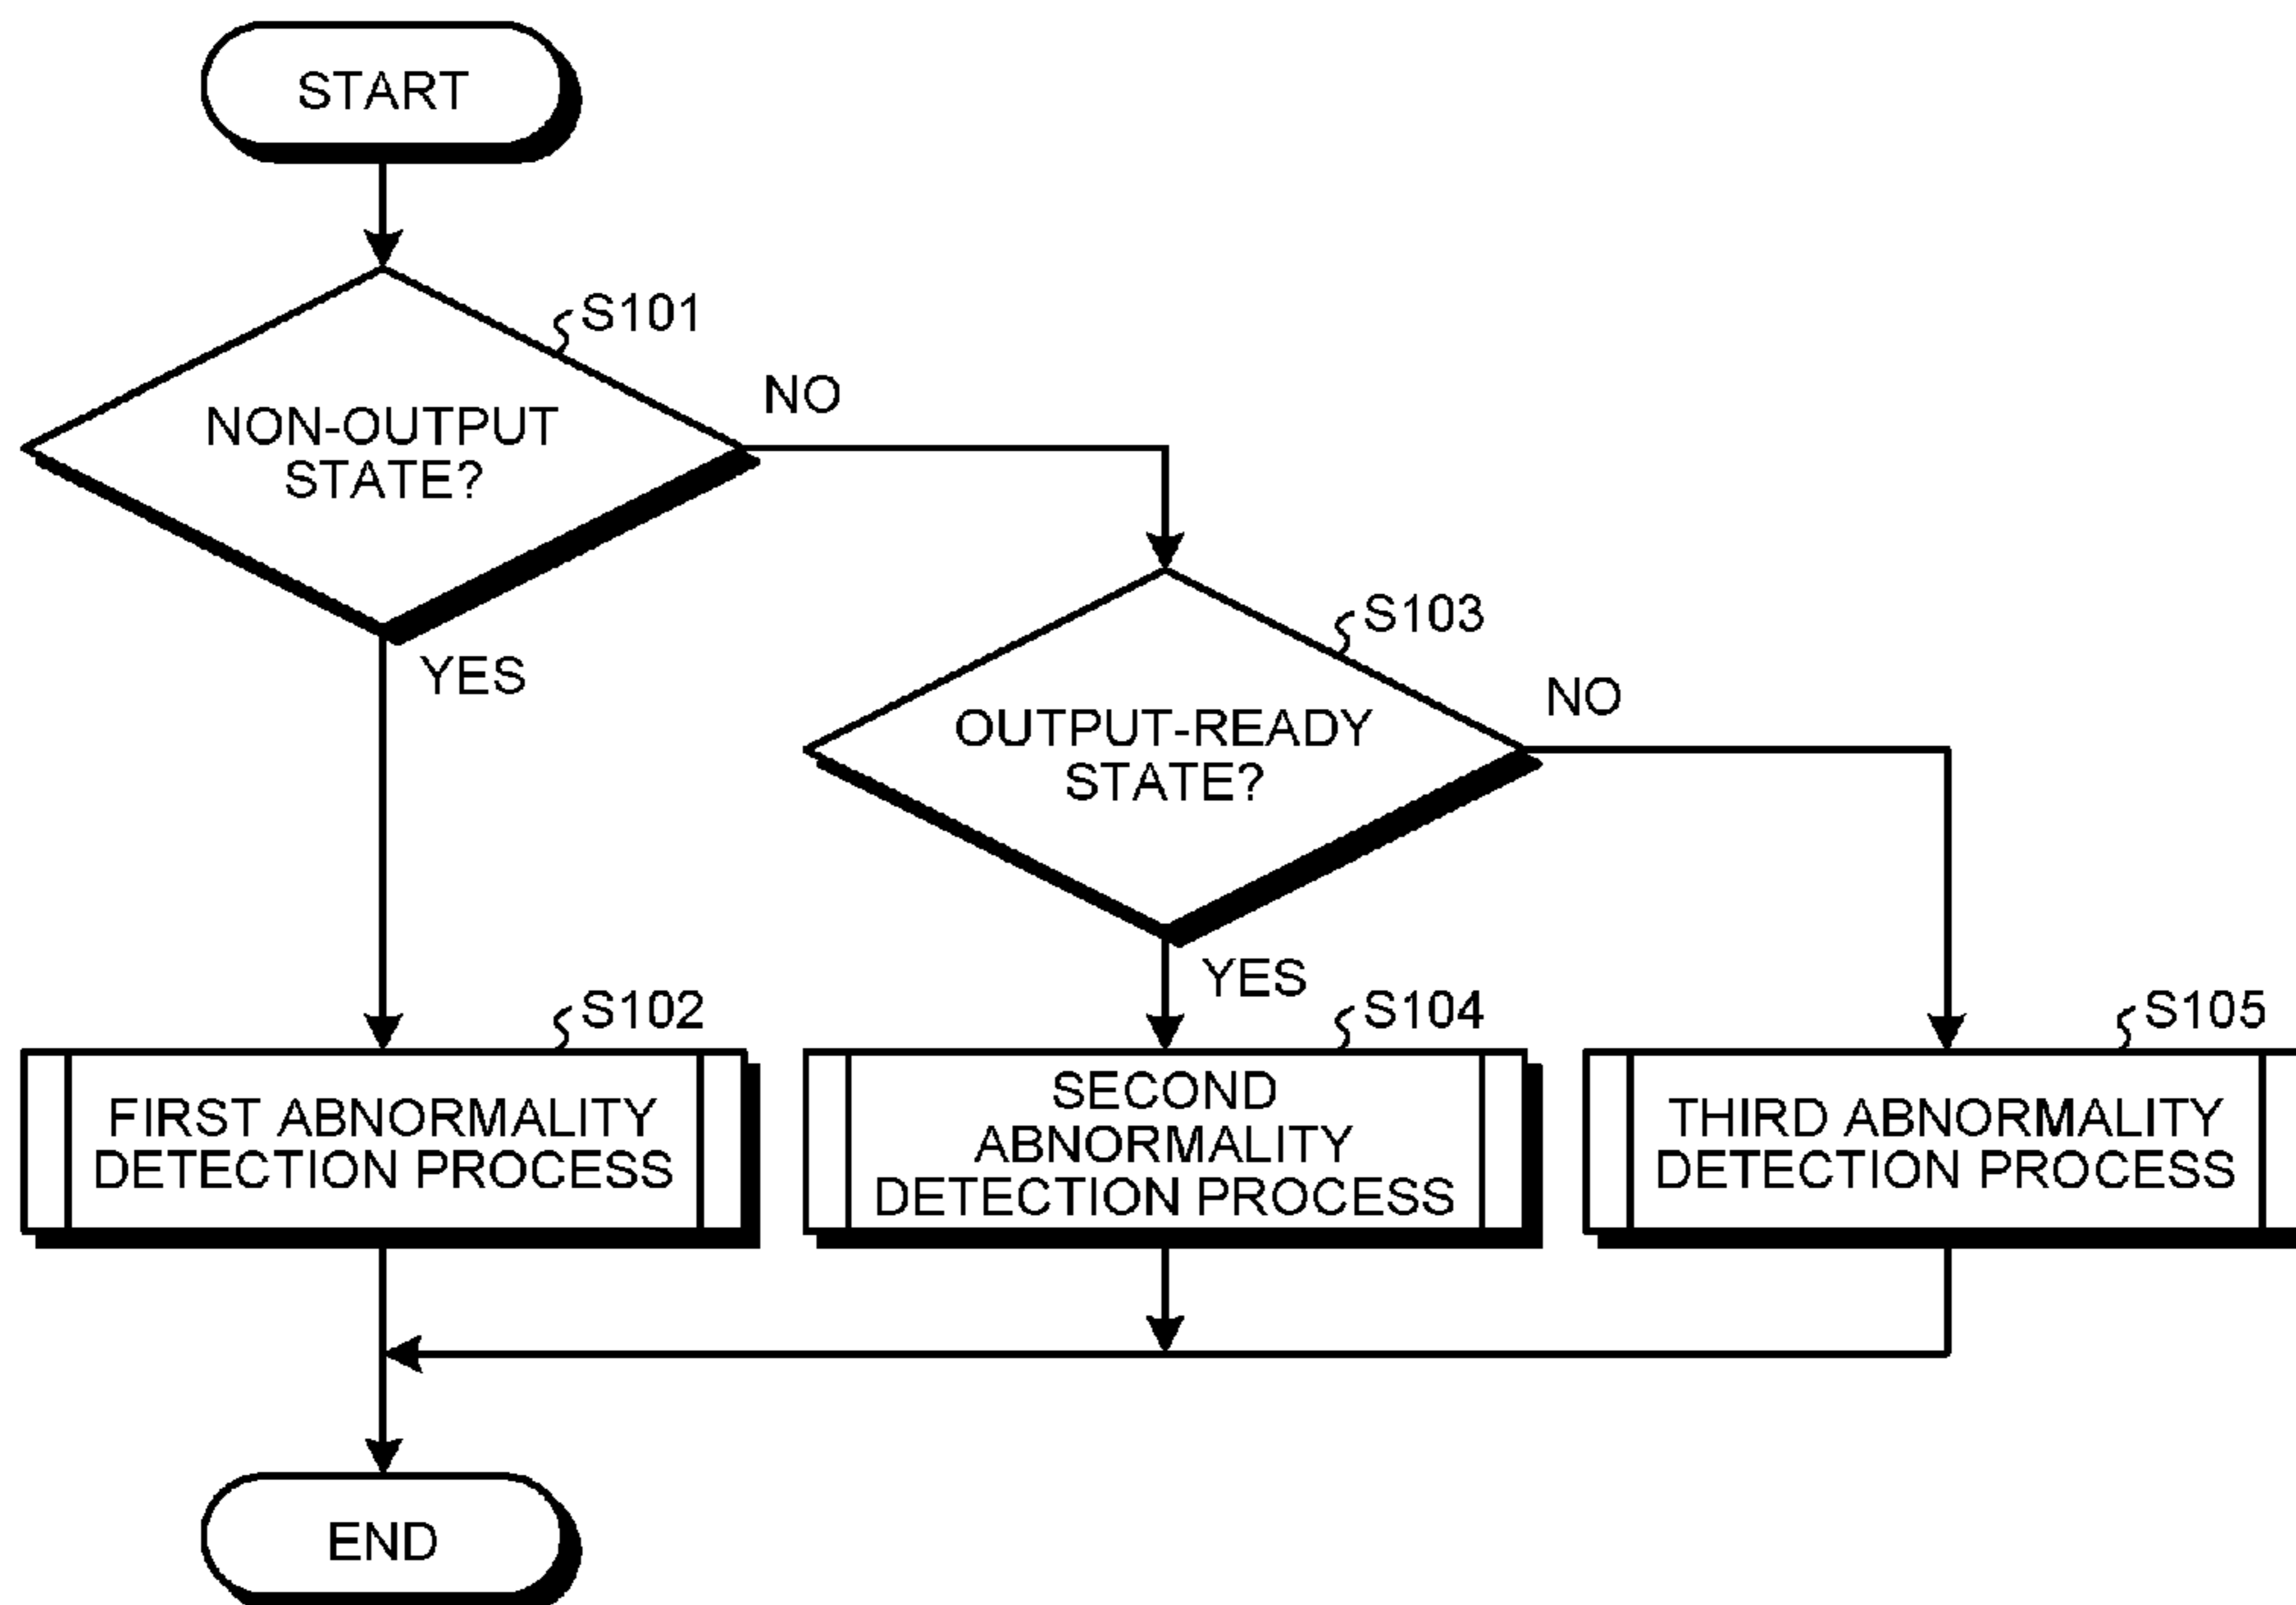 START
S101
NON-OUTPUT
STATE?
NO
YES
S103
OUTPUT-READY
STATE?
NO
YES
S102
FIRST ABNORMALITY
DETECTION PROCESS
S104
SECOND
ABNORMALITY
DETECTION PROCESS
S105
THIRD ABNORMALITY
DETECTION PROCESS
END